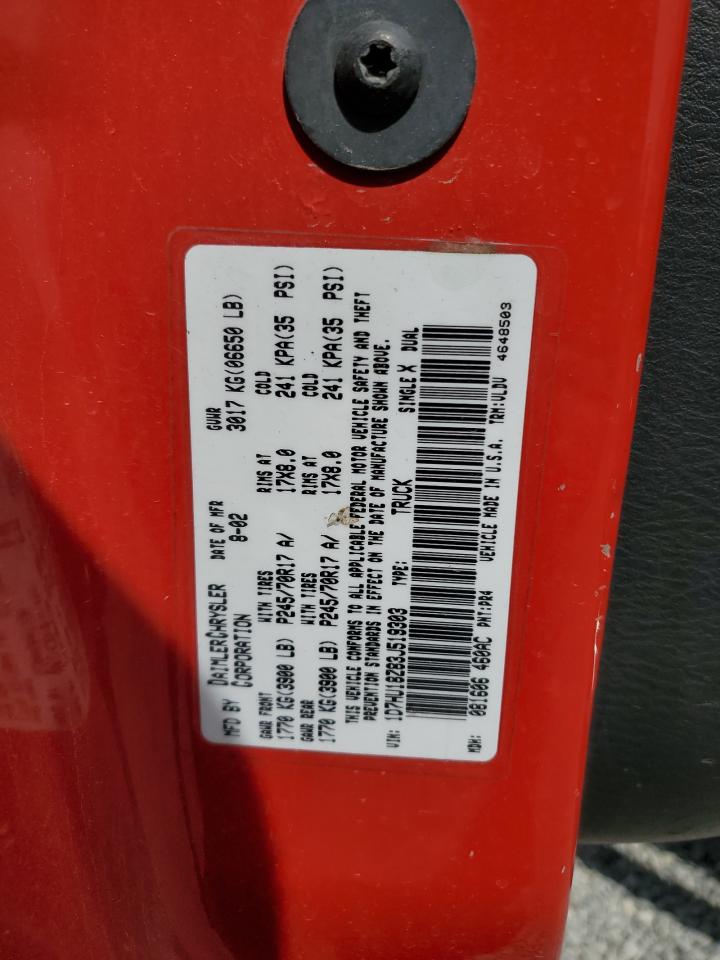 MFD BY DAIMLERCHRYSLER DATE OF MFR GVWR
CORPORATION 8-02 3017 KG(06650 LB)
GAWR FRONT WITH TIRES RIMS AT COLD
1770 KG(3900 LB) P245/70R17 A/ 17X8.0 241 KPA(35 PSI)
GAWR REAR WITH TIRES RIMS AT COLD
1770 KG(3900 LB) P245/70R17 A/ 17X8.0 241 KPA(35 PSI)
THIS VEHICLE CONFORMS TO ALL APPLICABLE FEDERAL MOTOR VEHICLE SAFETY AND THEFT
PREVENTION STANDARDS IN EFFECT ON THE DATE OF MANUFACTURE SHOWN ABOVE.
VIN: 1D7HU18Z83J519303 TYPE: TRUCK SINGLE X DUAL
MDH: 081606 460AC PNT:PR4 VEHICLE MADE IN U.S.A. TRM:VLDV 4648503